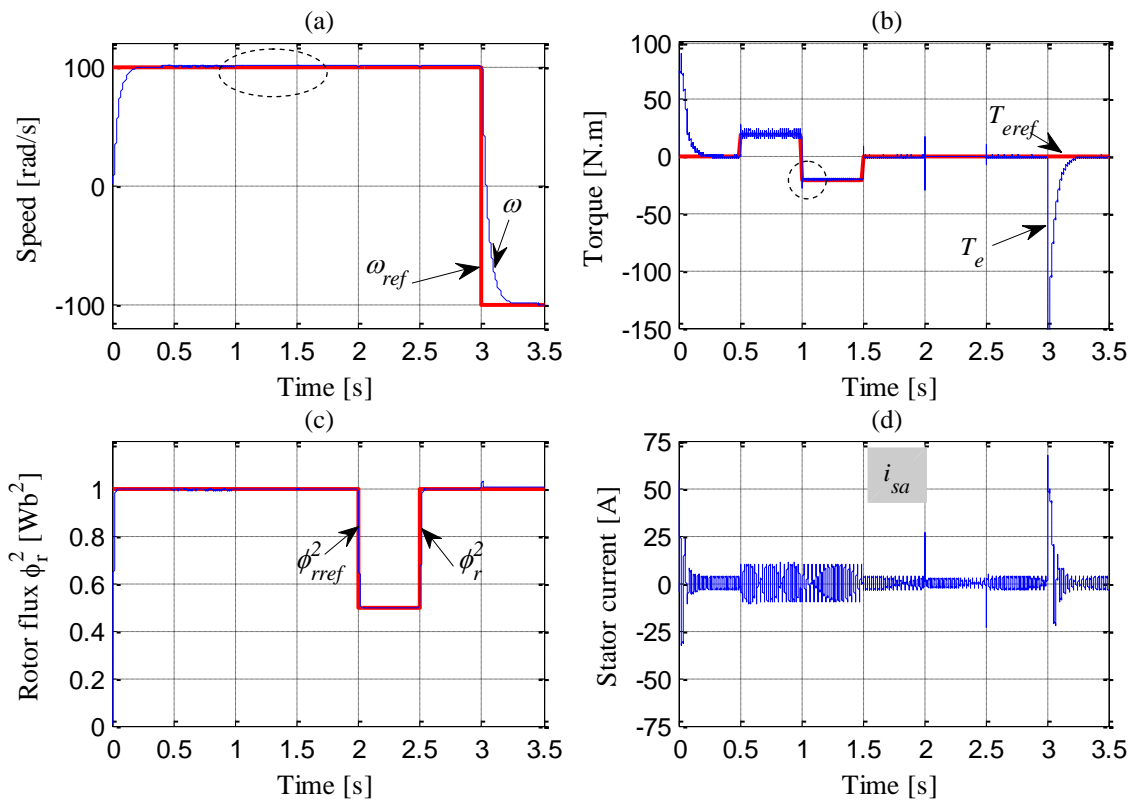 (a)
Speed [rad/s]
100
0
-100
ω
ω_ref
0 0.5 1 1.5 2 2.5 3 3.5
Time [s]
(b)
Torque [N.m]
100
50
0
-50
-100
-150
T_eref
T_e
0 0.5 1 1.5 2 2.5 3 3.5
Time [s]
(c)
Rotor flux ϕ_r^2 [Wb^2]
1
0.8
0.6
0.4
0.2
0
ϕ_rref^2
ϕ_r^2
0 0.5 1 1.5 2 2.5 3 3.5
Time [s]
(d)
Stator current [A]
75
50
25
0
-25
-50
-75
i_sa
0 0.5 1 1.5 2 2.5 3 3.5
Time [s]